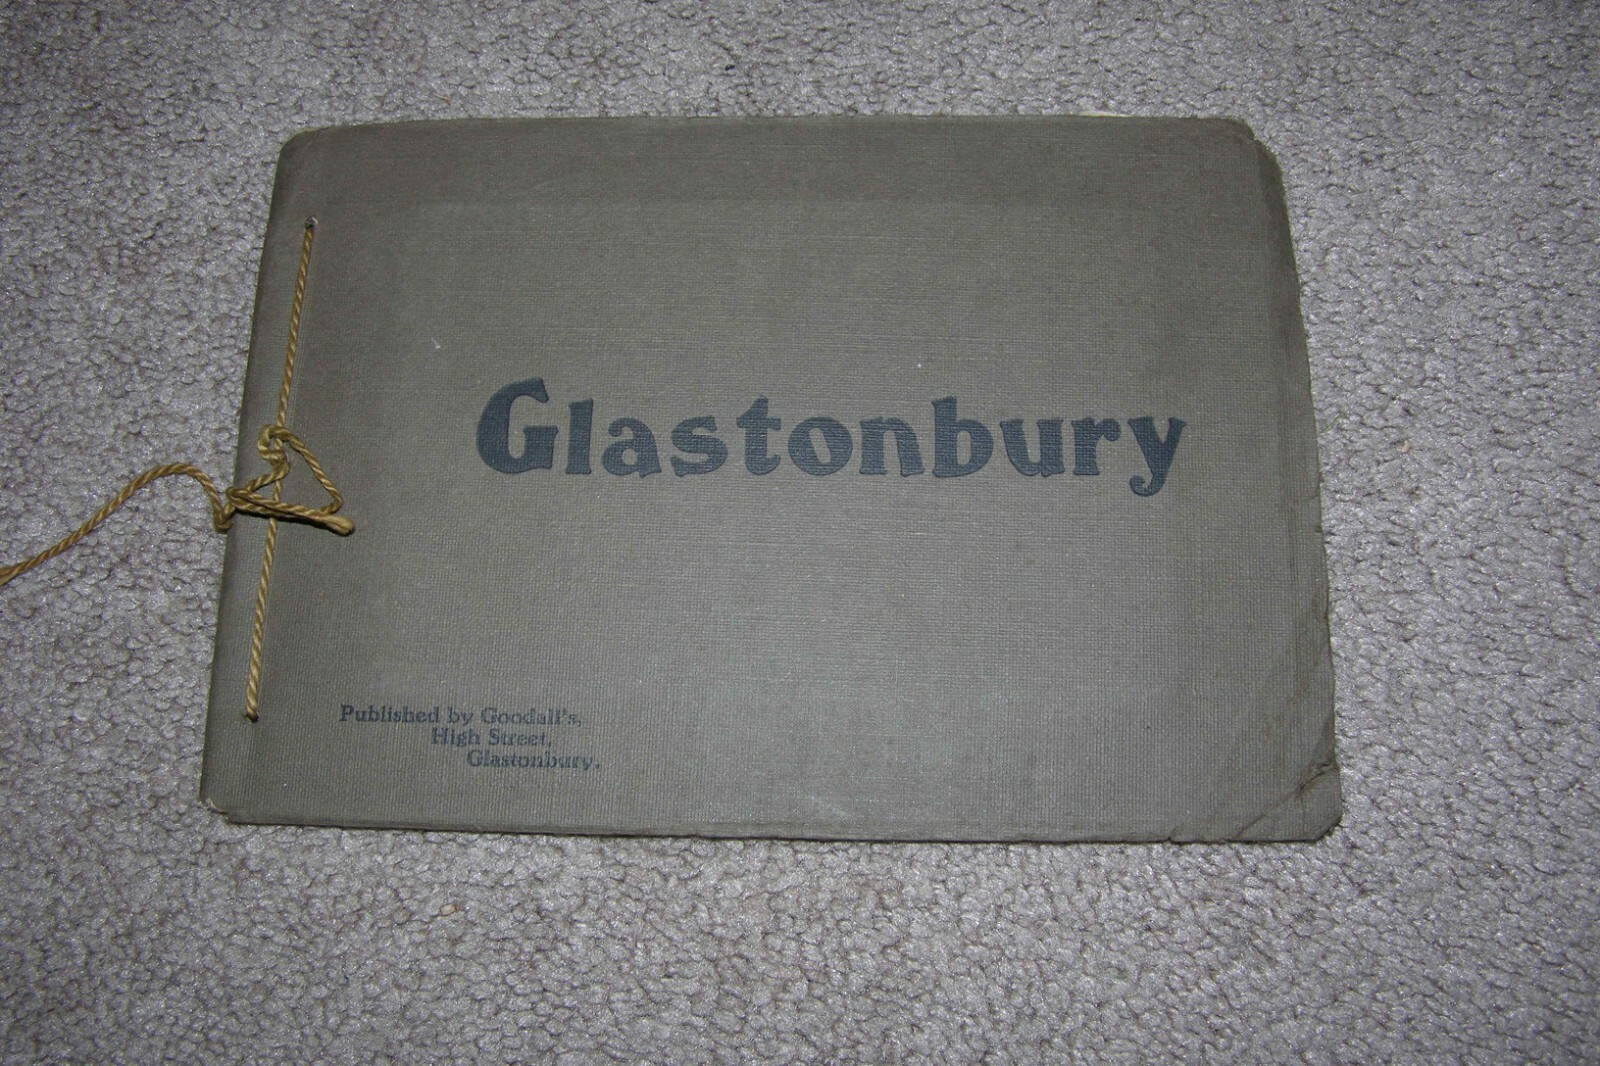 Glastonbury
Published by Goodall's,
High Street,
Glastonbury.